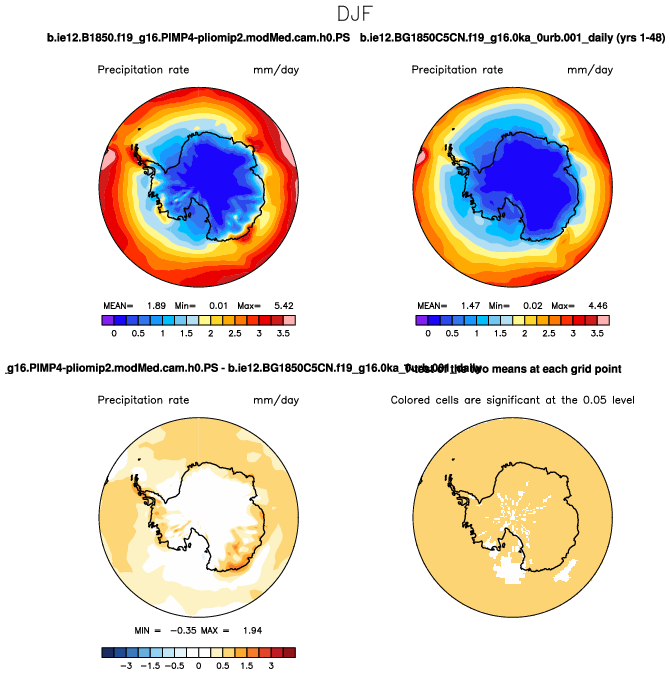 DJF
b.ie12.B1850.f19_g16.PlMP4-pliomip2.modMed.cam.h0.PS b.ie12.BG1850C5CN.f19_g16.0ka_0urb.001_daily (yrs 1-48)
Precipitation rate mm/day Precipitation rate mm/day
MEAN= 1.89 Min= 0.01 Max= 5.42 MEAN= 1.47 Min= 0.02 Max= 4.46
0 0.5 1 1.5 2 2.5 3 3.5 0 0.5 1 1.5 2 2.5 3 3.5
_g16.PlMP4-pliomip2.modMed.cam.h0.PS - b.ie12.BG1850C5CN.f19_g16.0ka_0urb.001_daily T-test of the two means at each grid point
Precipitation rate mm/day Colored cells are significant at the 0.05 level
MIN = -0.35 MAX = 1.94
-3 -1.5 -0.5 0 0.5 1.5 3